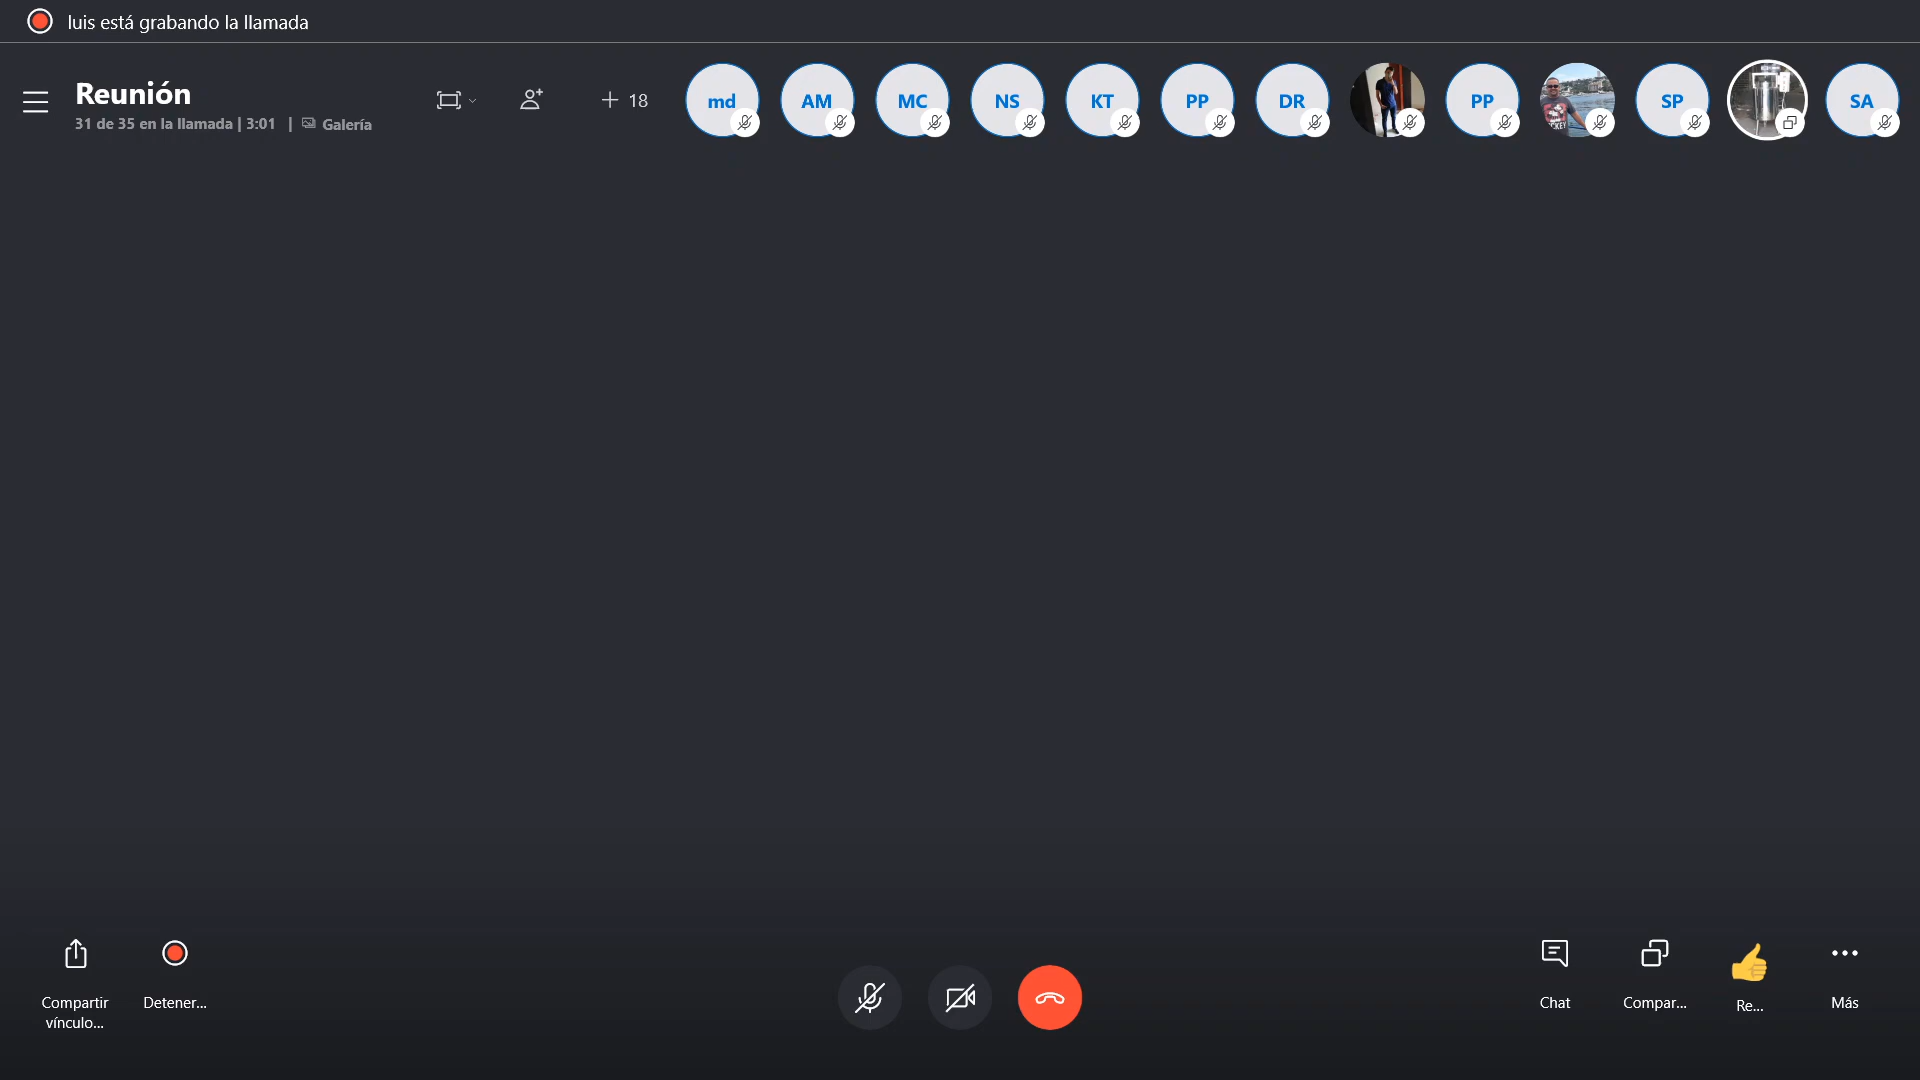 luis está grabando la llamada
Reunión
31 de 35 en la llamada | 3:01 | Galería
+ 18
md AM MC NS KT PP DR PP SP SA
Compartir vínculo...
Detener...
Chat
Compar...
Re...
Más